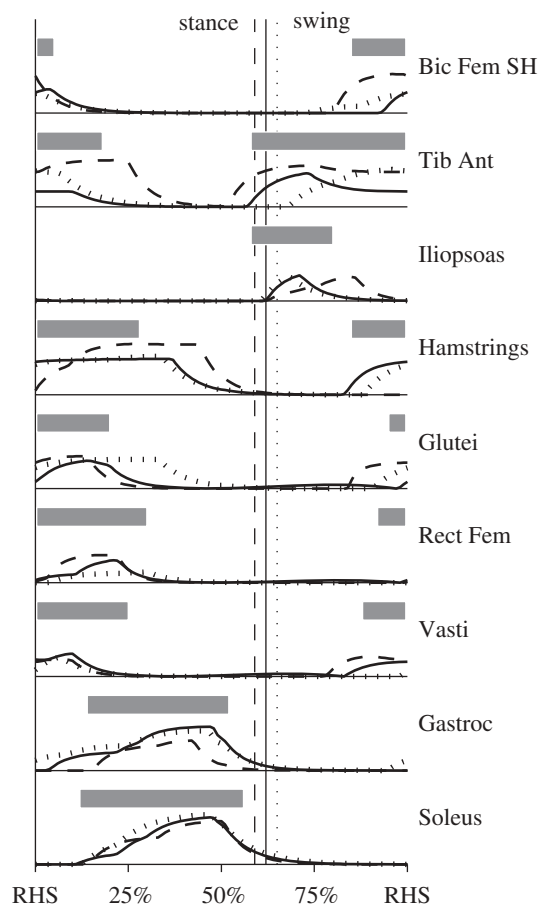 stance swing
Bic Fem SH
Tib Ant
Iliopsoas
Hamstrings
Glutei
Rect Fem
Vasti
Gastroc
Soleus
RHS 25% 50% 75% RHS